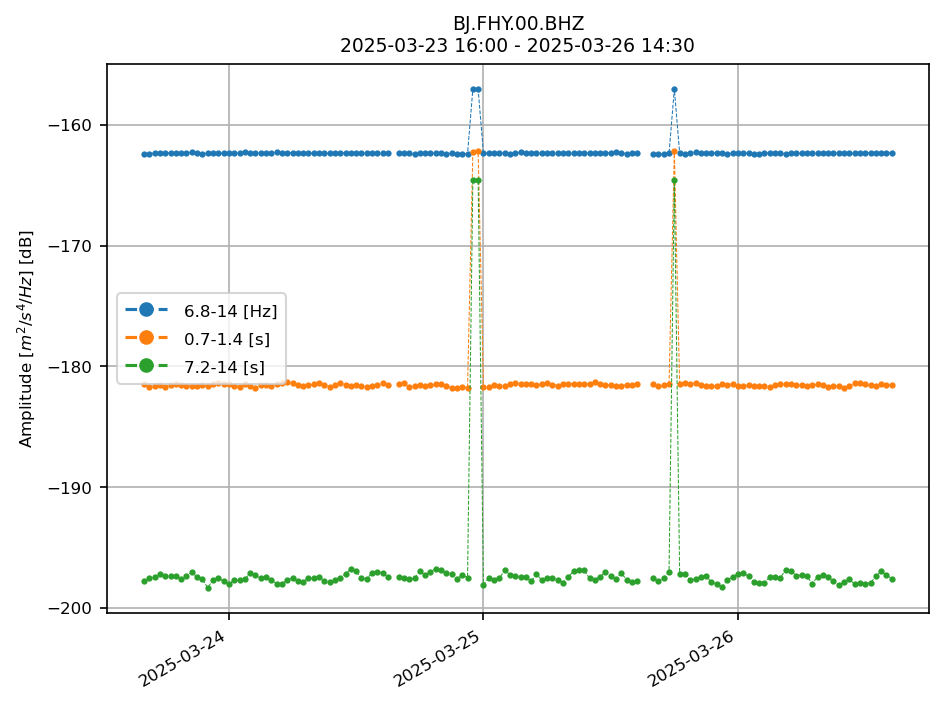 BJ.FHY.00.BHZ
2025-03-23 16:00 - 2025-03-26 14:30
Amplitude [m²/s⁴/Hz] [dB]
−160
−170
−180
−190
−200
6.8-14 [Hz]
0.7-1.4 [s]
7.2-14 [s]
2025-03-24
2025-03-25
2025-03-26